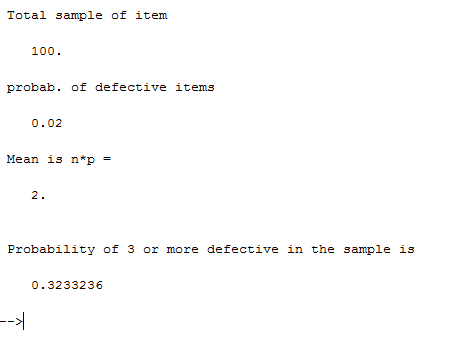 Total sample of item
100.
probab. of defective items
0.02
Mean is n*p =
2.
Probability of 3 or more defective in the sample is
0.3233236
-->